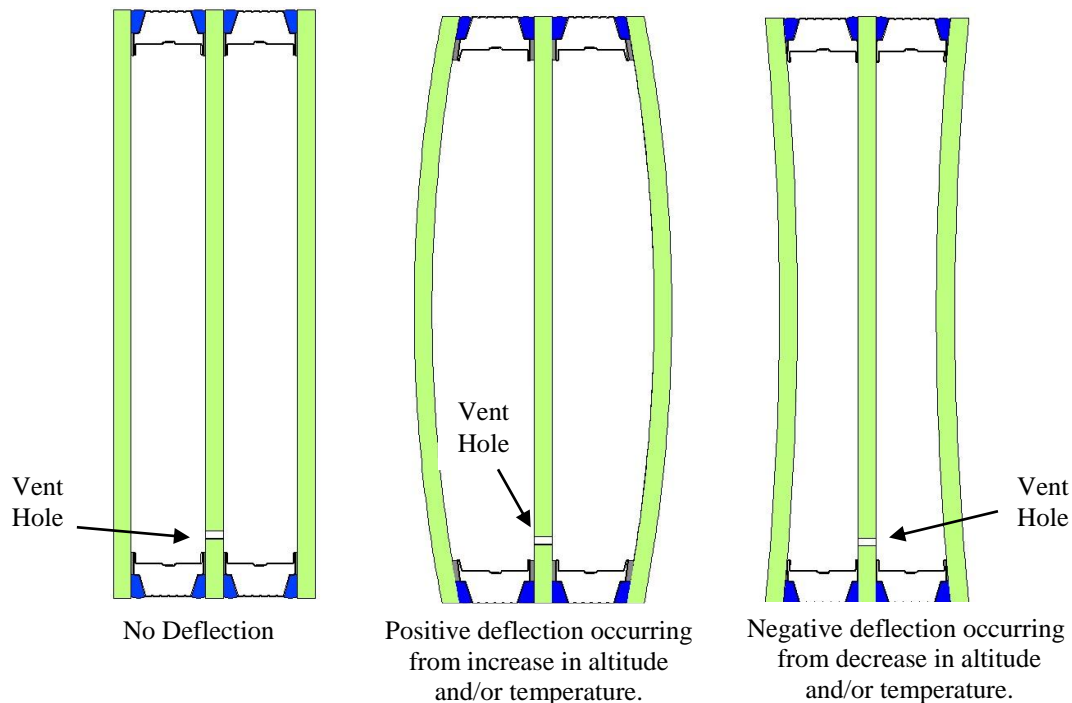 Vent
Hole
Vent
Hole
Vent
Hole
No Deflection
Positive deflection occurring
from increase in altitude
and/or temperature.
Negative deflection occurring
from decrease in altitude
and/or temperature.